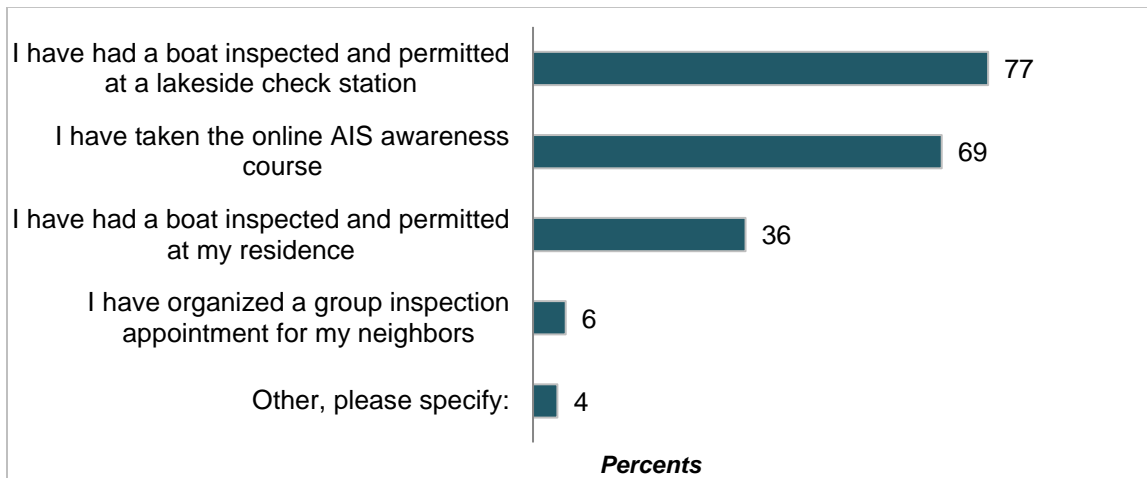 I have had a boat inspected and permitted
at a lakeside check station
77
I have taken the online AIS awareness
course
69
I have had a boat inspected and permitted
at my residence
36
I have organized a group inspection
appointment for my neighbors
6
Other, please specify:
4
Percents